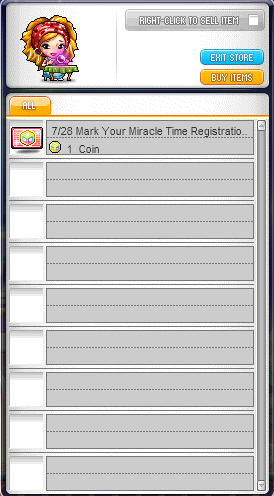 RIGHT-CLICK TO SELL ITEM
EXIT STORE
BUY ITEMS
ALL
7/28 Mark Your Miracle Time Registratio..
1 Coin